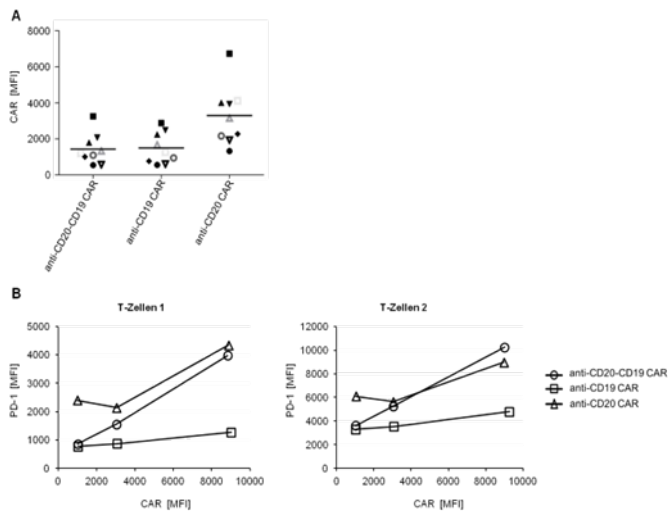 A
8000
6000
4000
2000
0
CAR [MFI]
anti-CD20-CD19 CAR
anti-CD19 CAR
anti-CD20 CAR
B
T-Zellen 1
5000
4000
3000
2000
1000
0
PD-1 [MFI]
0 2000 4000 6000 8000 10000
CAR [MFI]
T-Zellen 2
12000
10000
8000
6000
4000
2000
0
PD-1 [MFI]
0 2000 4000 6000 8000 10000
CAR [MFI]
anti-CD20-CD19 CAR
anti-CD19 CAR
anti-CD20 CAR